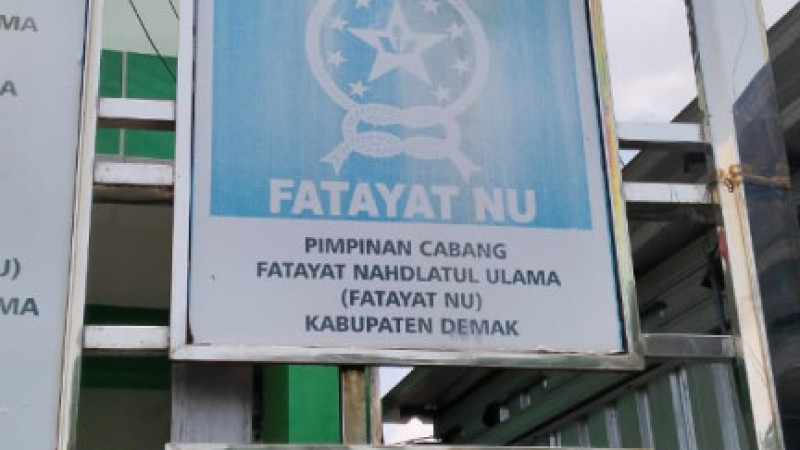 FATAYAT NU
PIMPINAN CABANG
FATAYAT NAHDLATUL ULAMA
(FATAYAT NU)
KABUPATEN DEMAK